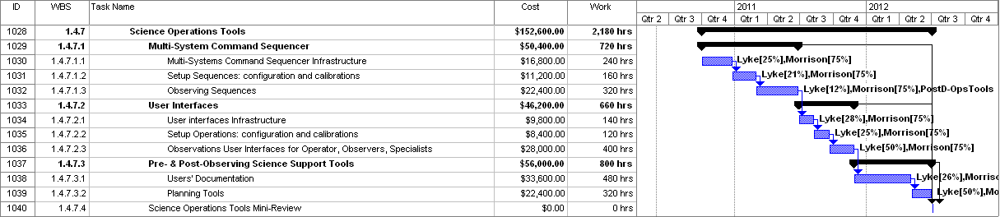 ID WBS Task Name Cost Work 2011 2012
Qtr 2 Qtr 3 Qtr 4 Qtr 1 Qtr 2 Qtr 3 Qtr 4 Qtr 1 Qtr 2 Qtr 3 Qtr 4
1028 1.4.7 Science Operations Tools $152,600.00 2,180 hrs
1029 1.4.7.1 Multi-System Command Sequencer $50,400.00 720 hrs
1030 1.4.7.1.1 Multi-Systems Command Sequencer Infrastructure $16,800.00 240 hrs Lyke[25%],Morrison[75%]
1031 1.4.7.1.2 Setup Sequences: configuration and calibrations $11,200.00 160 hrs Lyke[21%],Morrison[75%]
1032 1.4.7.1.3 Observing Sequences $22,400.00 320 hrs Lyke[12%],Morrison[75%],PostD-OpsTools
1033 1.4.7.2 User Interfaces $46,200.00 660 hrs
1034 1.4.7.2.1 User interfaces Infrastructure $9,800.00 140 hrs Lyke[28%],Morrison[75%]
1035 1.4.7.2.2 Setup Operations: configuration and calibrations $8,400.00 120 hrs Lyke[25%],Morrison[75%]
1036 1.4.7.2.3 Observations User Interfaces for Operator, Observers, Specialists $28,000.00 400 hrs Lyke[50%],Morrison[75%]
1037 1.4.7.3 Pre- & Post-Observing Science Support Tools $56,000.00 800 hrs
1038 1.4.7.3.1 Users' Documentation $33,600.00 480 hrs Lyke[26%],Morrisc
1039 1.4.7.3.2 Planning Tools $22,400.00 320 hrs Lyke[50%],Mo
1040 1.4.7.4 Science Operations Tools Mini-Review $0.00 0 hrs